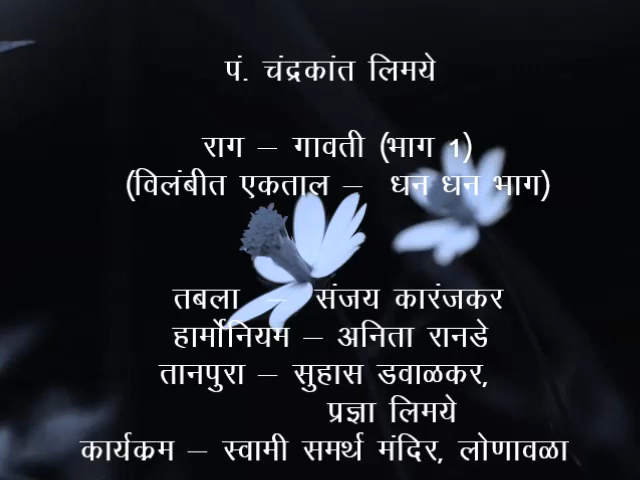 पं. चंद्रकांत लिमये
राग – गावती (भाग 1)
(विलंबीत एकताल – धन धन भाग)
तबला – संजय कारंजकर
हार्मोनियम – अनिता रानडे
तानपुरा – सुहास डवाळकर,
प्रज्ञा लिमये
कार्यक्रम – स्वामी समर्थ मंदिर, लोणावळा